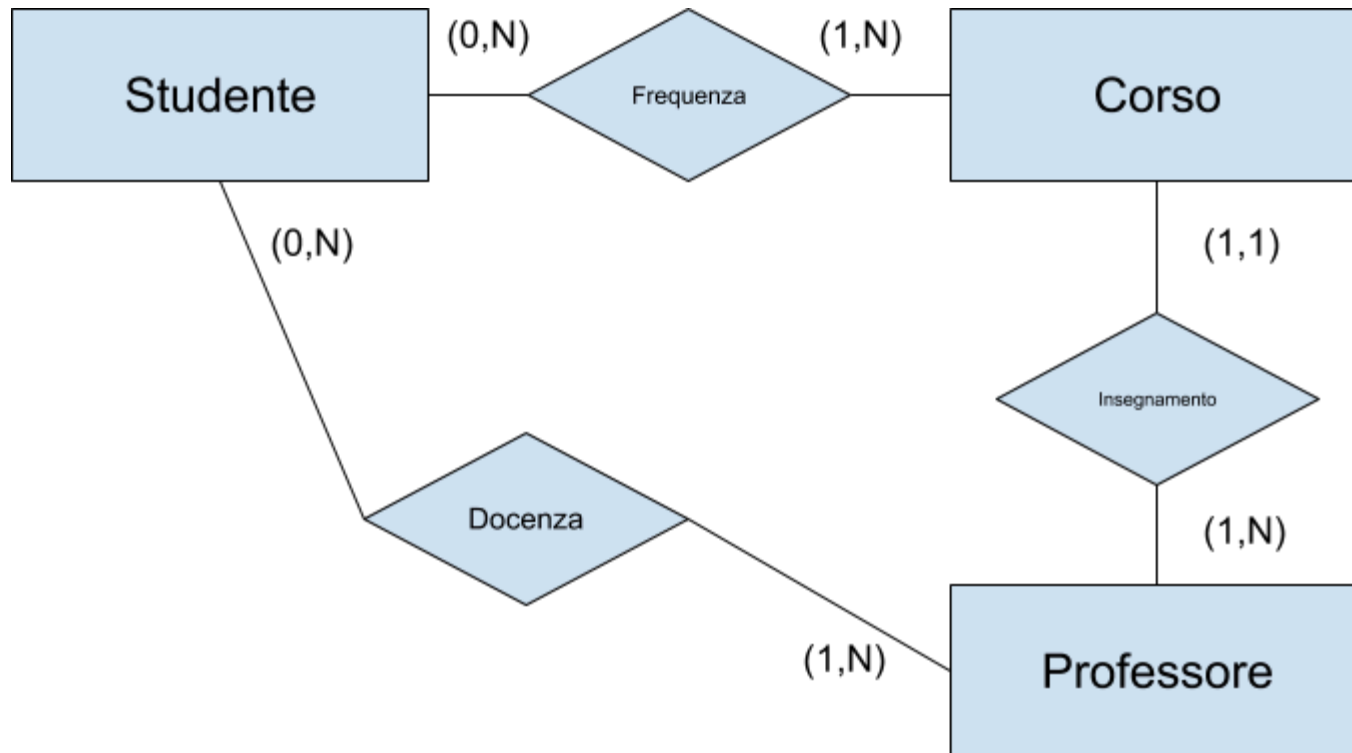 (0,N)
(1,N)
Studente
Frequenza
Corso
(0,N)
(1,1)
Insegnamento
Docenza
(1,N)
(1,N)
Professore